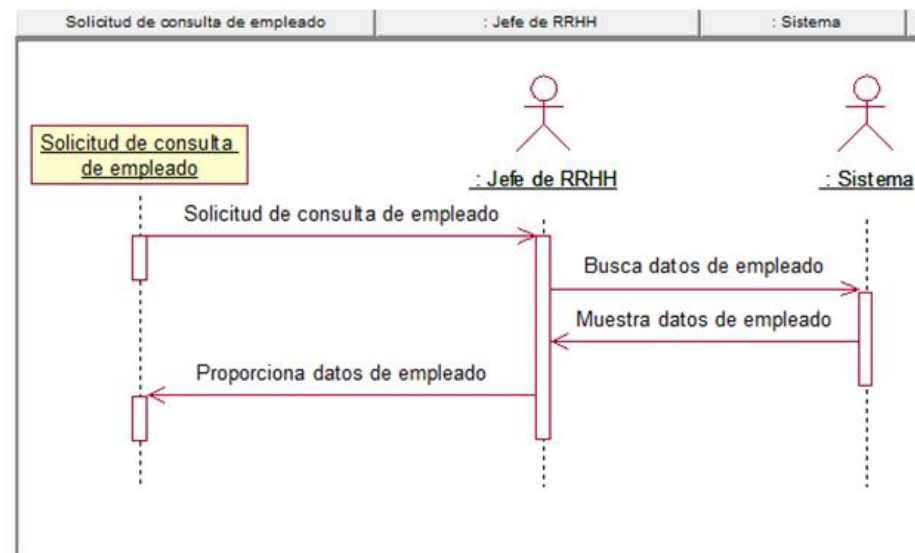 Solicitud de consulta de empleado
: Jefe de RRHH
: Sistema
Solicitud de consulta
de empleado
: Jefe de RRHH
: Sistema
Solicitud de consulta de empleado
Busca datos de empleado
Muestra datos de empleado
Proporciona datos de empleado